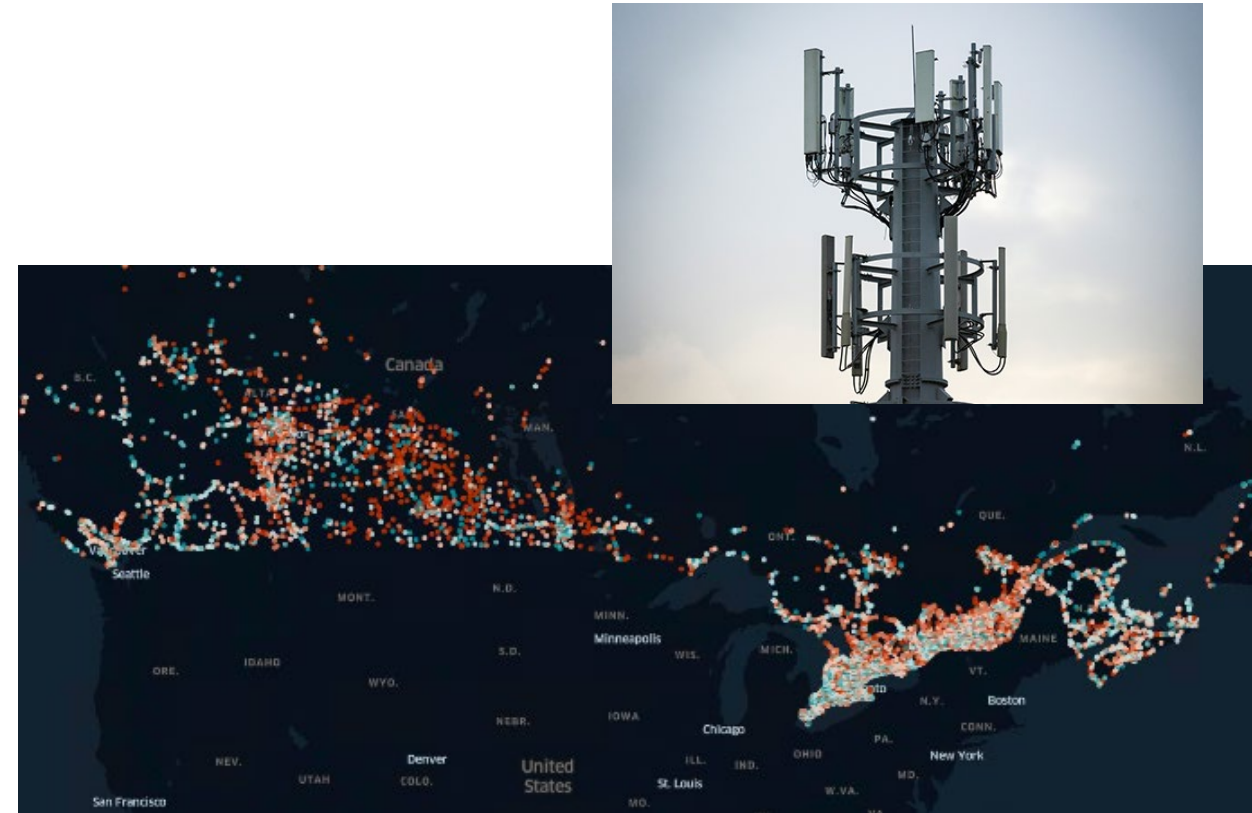 Canada
B.C.
ALTA.
MAN.
N.L.
QUE.
ONT.
Vancouver
Seattle
MONT.
N.D.
MINN.
Minneapolis
MAINE
S.D.
WIS.
MICH.
ORE.
IDAHO
WYO.
VT.
N.Y.
Boston
NEBR.
IOWA
Chicago
CONN.
PA.
NEV.
Denver
UTAH
COLO.
United
States
ILL.
IND.
OHIO
New York
St. Louis
MD.
W.VA.
San Francisco
MO.